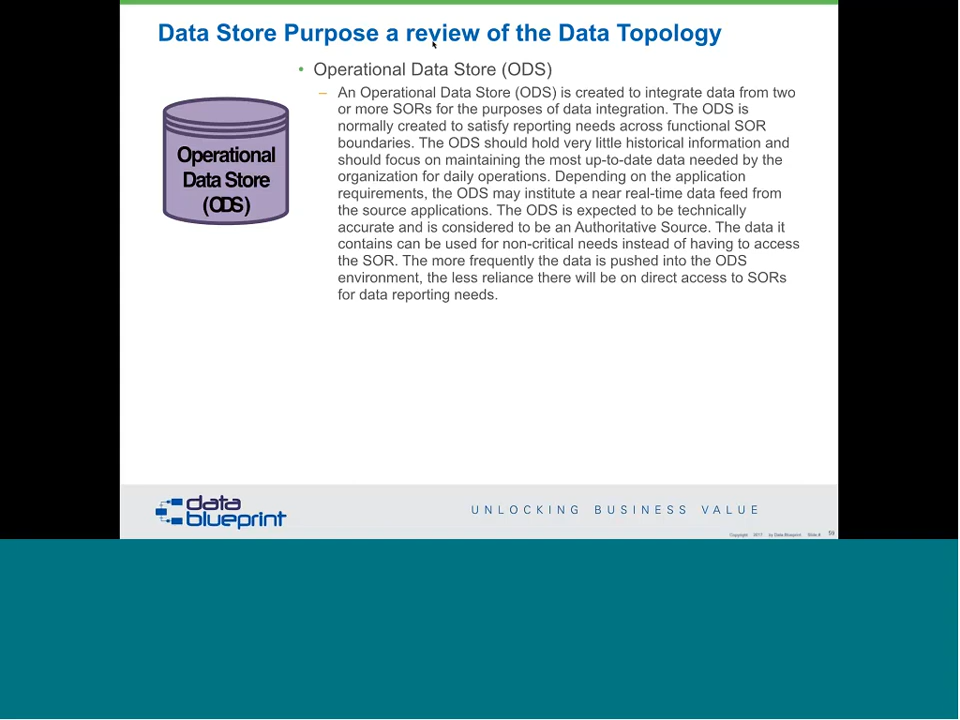 Data Store Purpose a review of the Data Topology
• Operational Data Store (ODS)
– An Operational Data Store (ODS) is created to integrate data from two
or more SORs for the purposes of data integration. The ODS is
normally created to satisfy reporting needs across functional SOR
boundaries. The ODS should hold very little historical information and
should focus on maintaining the most up-to-date data needed by the
organization for daily operations. Depending on the application
requirements, the ODS may institute a near real-time data feed from
the source applications. The ODS is expected to be technically
accurate and is considered to be an Authoritative Source. The data it
contains can be used for non-critical needs instead of having to access
the SOR. The more frequently the data is pushed into the ODS
environment, the less reliance there will be on direct access to SORs
for data reporting needs.
Operational
Data Store
(ODS)
data
blueprint
UNLOCKING BUSINESS VALUE
Copyright 2017 by Data Blueprint Slide # 59